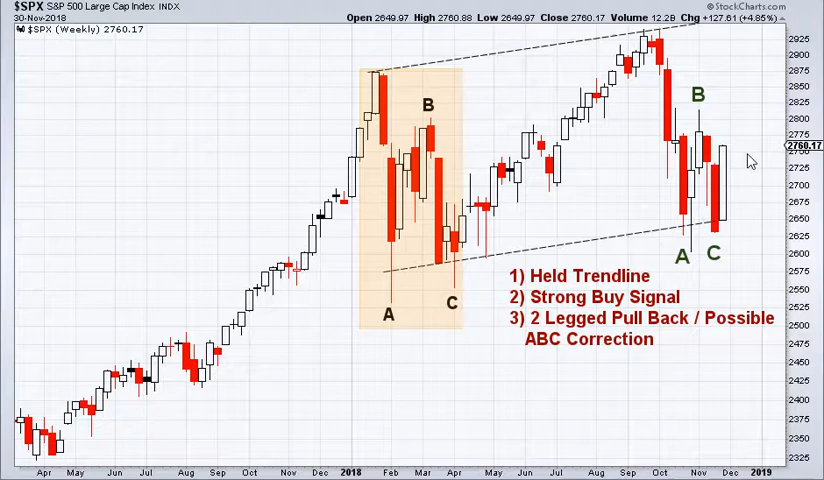 $SPX S&P 500 Large Cap Index INDX
© StockCharts.com
30-Nov-2018
Open 2649.97 High 2760.88 Low 2649.97 Close 2760.17 Volume 12.2B Chg +127.61 (+4.85%)
$SPX (Weekly) 2760.17
2925
2900
2875
2850
2825
2800
2775
2760.17
2750
2725
2700
2675
2650
2625
2600
2575
2550
2525
2500
2475
2450
2425
2400
2375
2350
2325
B
B
A
C
A
C
1) Held Trendline
2) Strong Buy Signal
3) 2 Legged Pull Back / Possible
ABC Correction
Apr May Jun Jul Aug Sep Oct Nov Dec 2018 Feb Mar Apr May Jun Jul Aug Sep Oct Nov Dec 2019